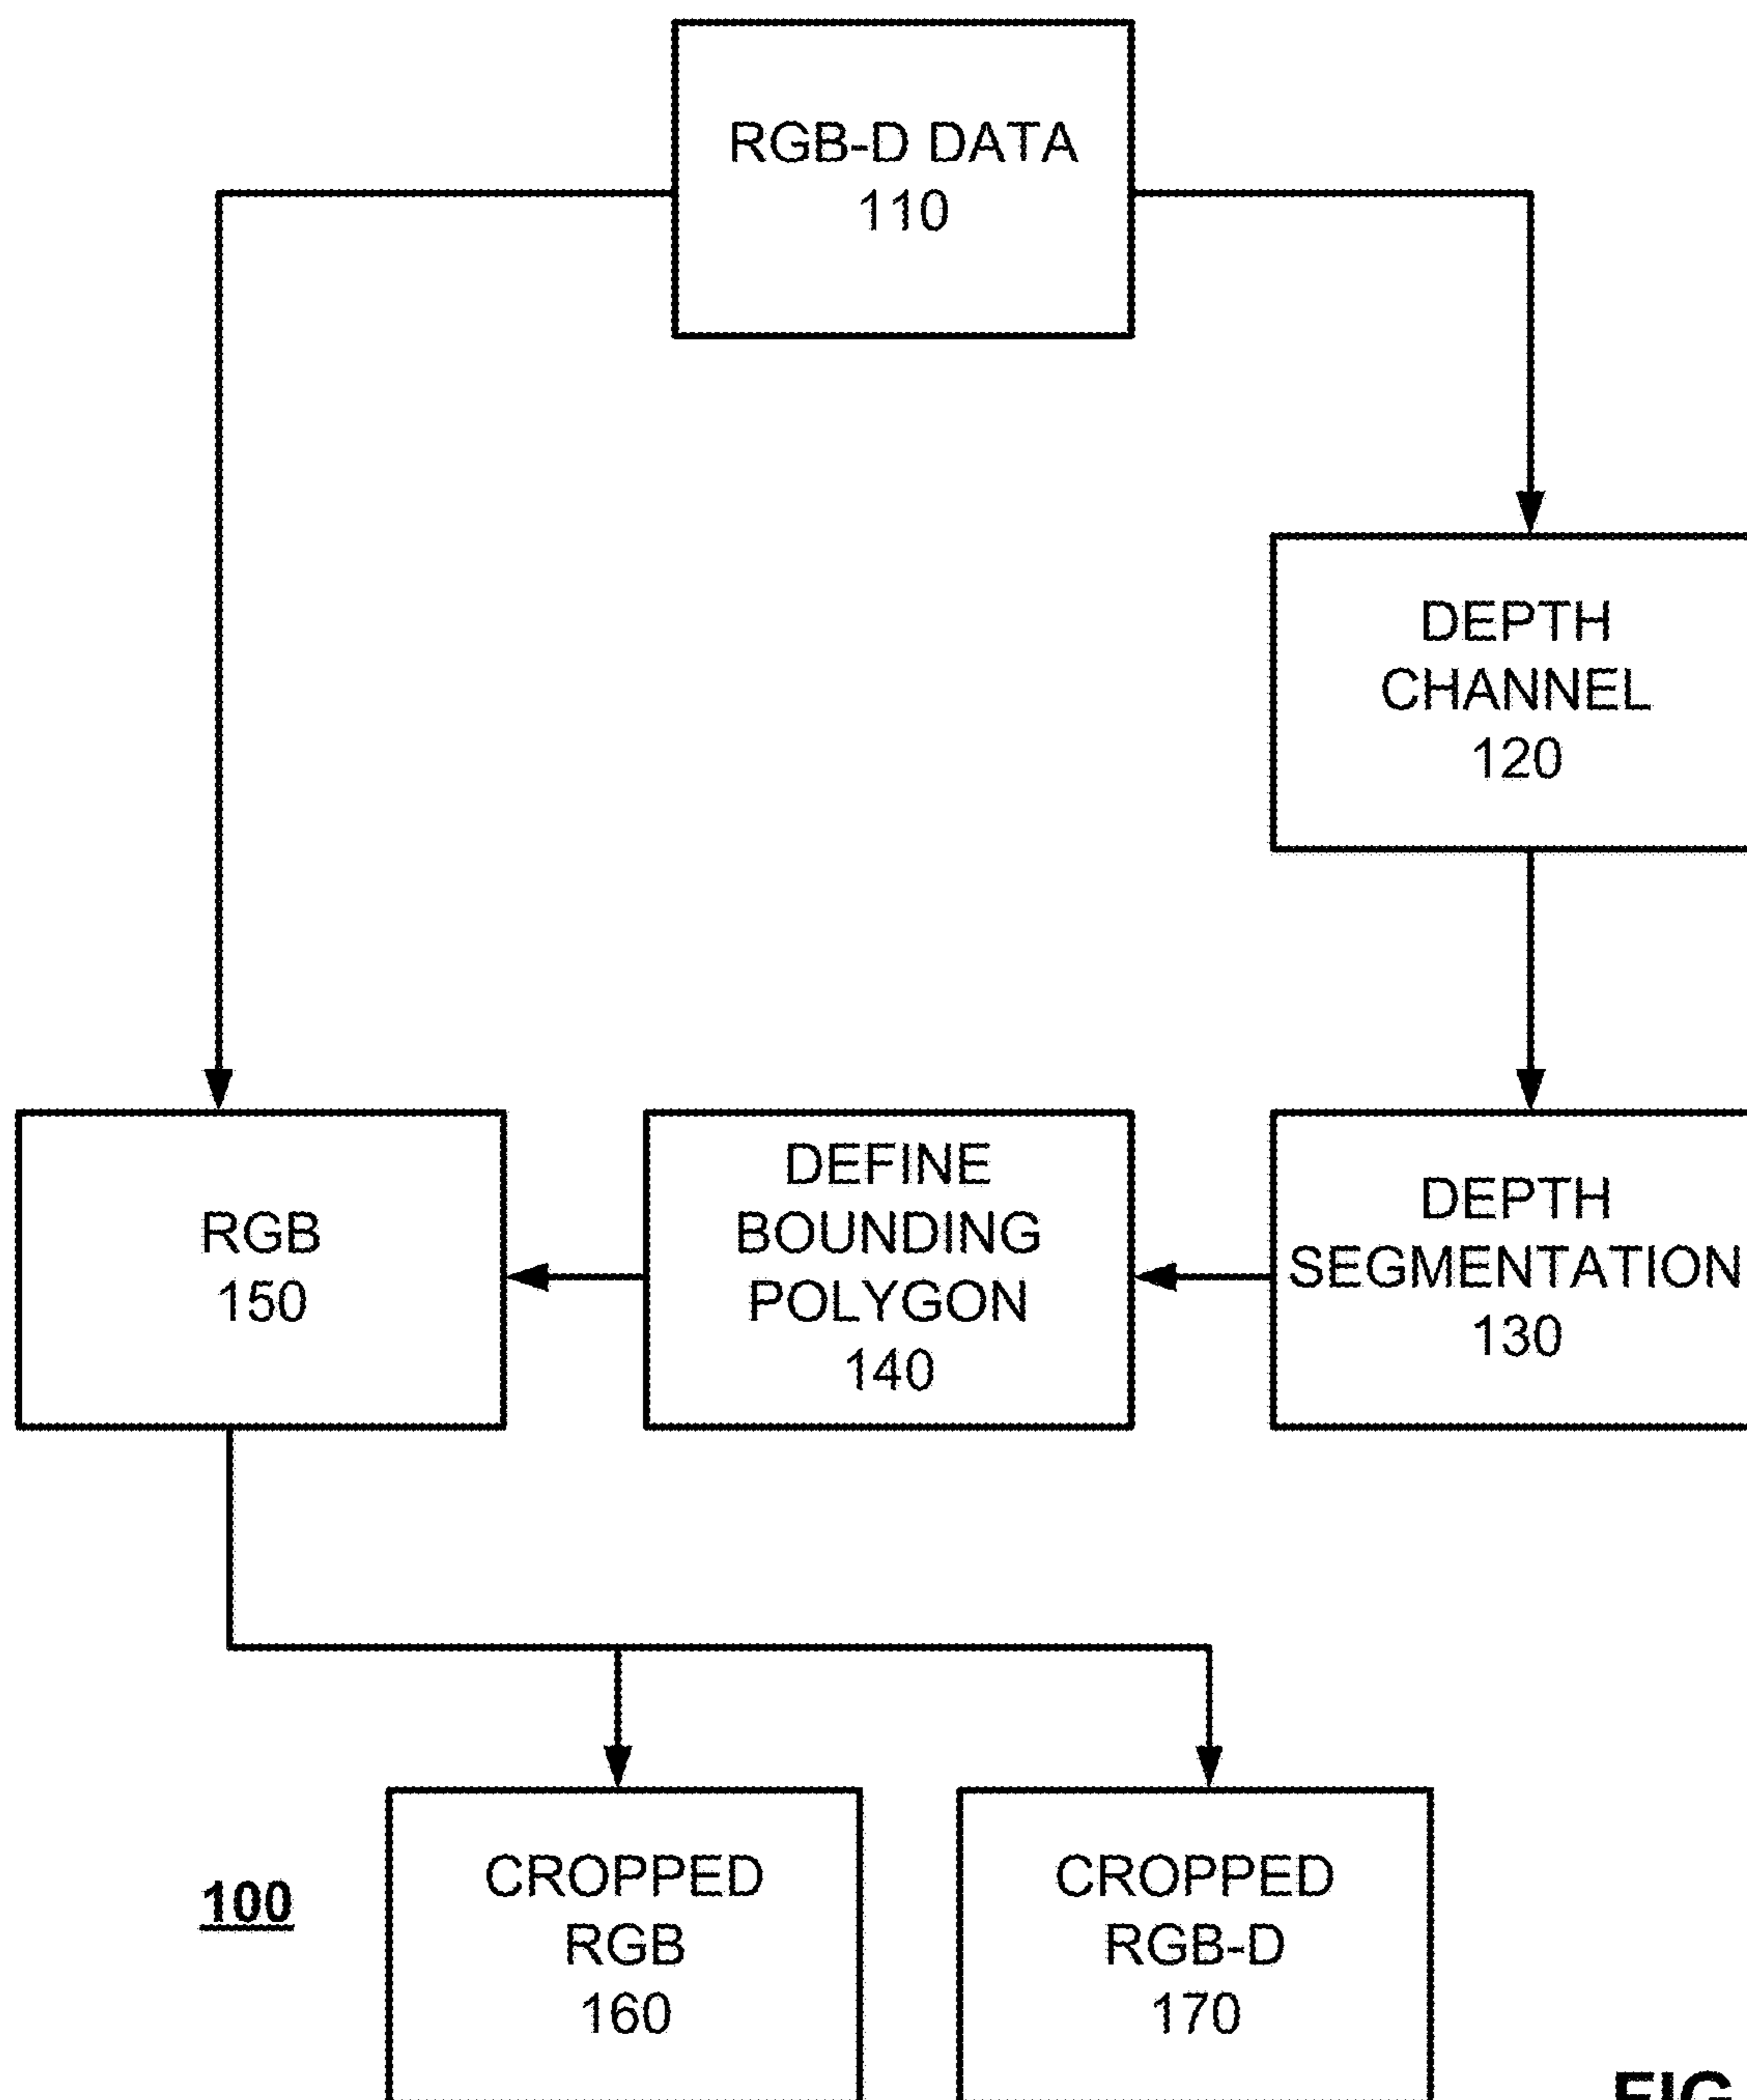 RGB-D DATA
110
DEPTH
CHANNEL
120
RGB
150
DEFINE
BOUNDING
POLYGON
140
DEPTH
SEGMENTATION
130
100
CROPPED
RGB
160
CROPPED
RGB-D
170
FIG